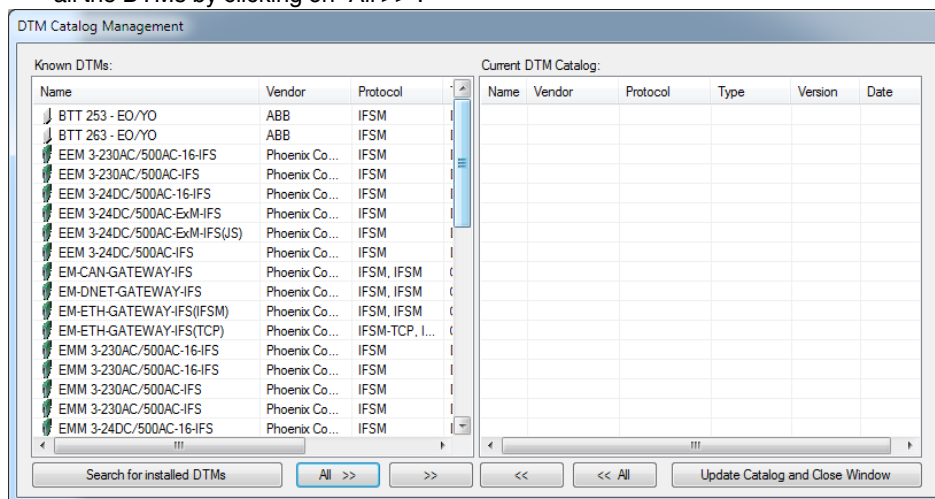 all the DTMs by clicking on "All >>".
DTM Catalog Management
Known DTMs:
Name Vendor Protocol
BTT 253 - EO/YO ABB IFSM
BTT 263 - EO/YO ABB IFSM
EEM 3-230AC/500AC-16-IFS Phoenix Co... IFSM
EEM 3-230AC/500AC-IFS Phoenix Co... IFSM
EEM 3-24DC/500AC-16-IFS Phoenix Co... IFSM
EEM 3-24DC/500AC-ExM-IFS Phoenix Co... IFSM
EEM 3-24DC/500AC-ExM-IFS(JS) Phoenix Co... IFSM
EEM 3-24DC/500AC-IFS Phoenix Co... IFSM
EM-CAN-GATEWAY-IFS Phoenix Co... IFSM, IFSM
EM-DNET-GATEWAY-IFS Phoenix Co... IFSM, IFSM
EM-ETH-GATEWAY-IFS(IFSM) Phoenix Co... IFSM, IFSM
EM-ETH-GATEWAY-IFS(TCP) Phoenix Co... IFSM-TCP, I...
EMM 3-230AC/500AC-16-IFS Phoenix Co... IFSM
EMM 3-230AC/500AC-16-IFS Phoenix Co... IFSM
EMM 3-230AC/500AC-IFS Phoenix Co... IFSM
EMM 3-230AC/500AC-IFS Phoenix Co... IFSM
EMM 3-24DC/500AC-16-IFS Phoenix Co... IFSM
Search for installed DTMs All >> >>
Current DTM Catalog:
Name Vendor Protocol Type Version Date
<< << All Update Catalog and Close Window